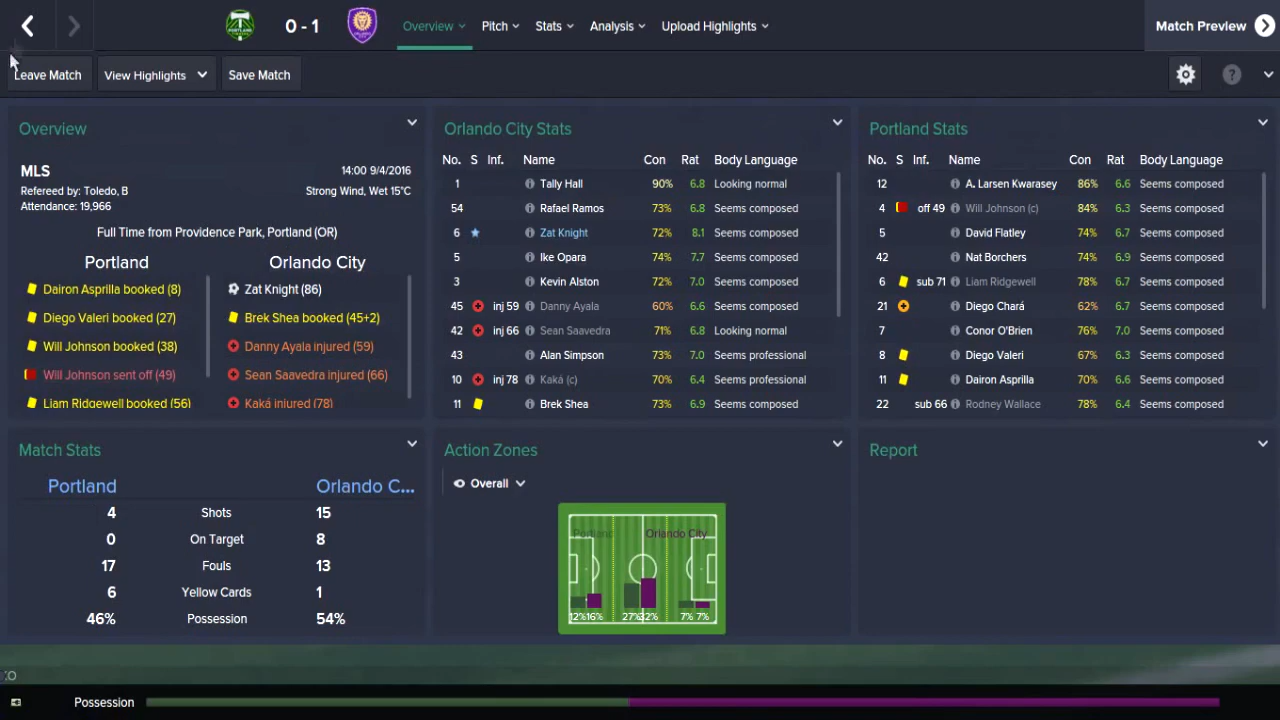 0 - 1
Overview
Pitch
Stats
Analysis
Upload Highlights
Match Preview
Leave Match
View Highlights
Save Match
?
Overview
MLS
14:00 9/4/2016
Refereed by: Toledo, B
Strong Wind, Wet 15°C
Attendance: 19,966
Full Time from Providence Park, Portland (OR)
Portland
Orlando City
Dairon Asprilla booked (8)
Diego Valeri booked (27)
Will Johnson booked (38)
Will Johnson sent off (49)
Liam Ridgewell booked (56)
Zat Knight (86)
Brek Shea booked (45+2)
Danny Ayala injured (59)
Sean Saavedra injured (66)
Kaká injured (78)
Orlando City Stats
No. S Inf. Name Con Rat Body Language
1 Tally Hall 90% 6.8 Looking normal
54 Rafael Ramos 73% 6.8 Seems composed
6 Zat Knight 72% 8.1 Seems composed
5 Ike Opara 74% 7.7 Seems composed
3 Kevin Alston 72% 7.0 Seems composed
45 inj 59 Danny Ayala 60% 6.6 Seems composed
42 inj 66 Sean Saavedra 71% 6.8 Looking normal
43 Alan Simpson 73% 7.0 Seems professional
10 inj 78 Kaká (c) 70% 6.4 Seems professional
11 Brek Shea 73% 6.9 Seems composed
Portland Stats
No. S Inf. Name Con Rat Body Language
12 A. Larsen Kwarasey 86% 6.6 Seems composed
4 off 49 Will Johnson (c) 84% 6.3 Seems composed
5 David Flatley 74% 6.7 Seems composed
42 Nat Borchers 74% 6.9 Seems composed
6 sub 71 Liam Ridgewell 78% 6.7 Seems composed
21 Diego Chará 62% 6.7 Seems composed
7 Conor O'Brien 76% 7.0 Seems composed
8 Diego Valeri 67% 6.3 Seems composed
11 Dairon Asprilla 70% 6.6 Seems composed
22 sub 66 Rodney Wallace 78% 6.4 Seems composed
Match Stats
Portland
Orlando C...
4 Shots 15
0 On Target 8
17 Fouls 13
6 Yellow Cards 1
46% Possession 54%
Action Zones
Overall
Portland
Orlando City
12% 16% 27% 32% 7% 7%
Report
Possession